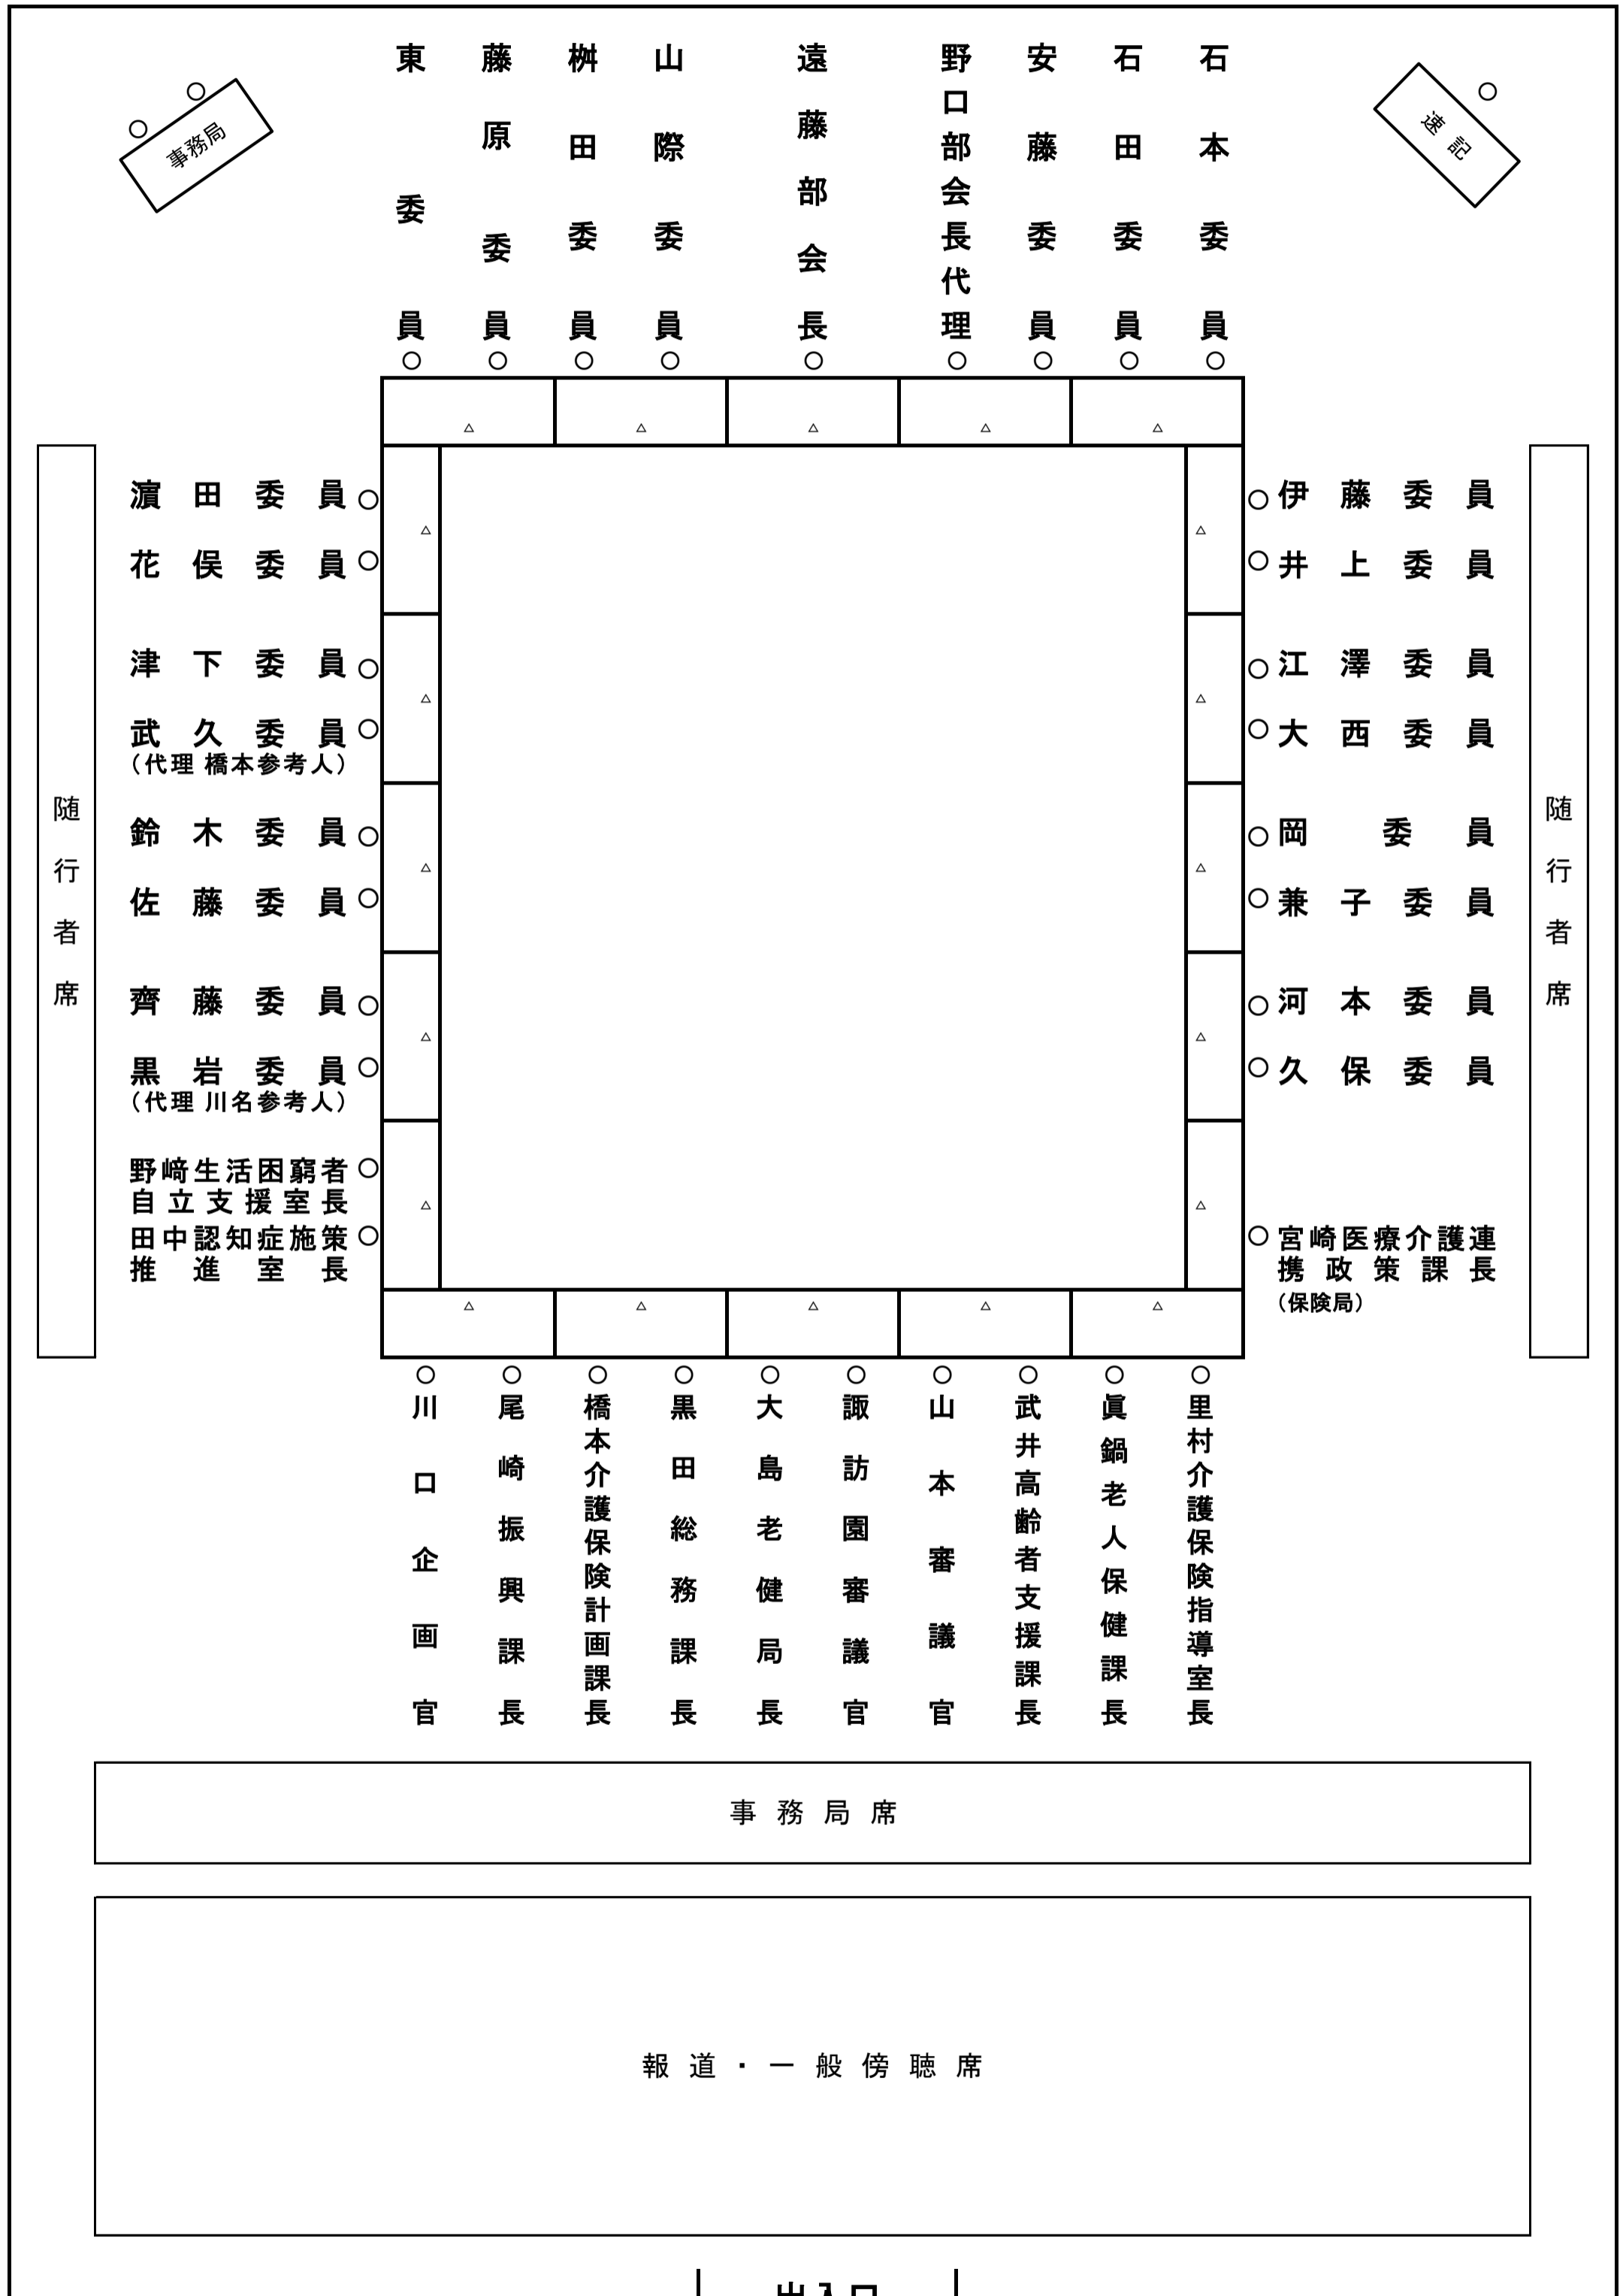 東委員
藤原委員
桝田委員
山際委員
遠藤部会長
野口部会長代理
安藤委員
石田委員
石本委員
事務局
速記
濵田委員
花俣委員
津下委員
武久委員
（代理 橋本参考人）
鈴木委員
佐藤委員
齊藤委員
黒岩委員
（代理 川名参考人）
野﨑生活困窮者
自立支援室長
田中認知症施策
推進室長
伊藤委員
井上委員
江澤委員
大西委員
岡委員
兼子委員
河本委員
久保委員
宮崎医療介護連
携政策課長
（保険局）
随行者席
随行者席
川口企画官
尾崎振興課長
橋本介護保険計画課長
黒田総務課長
大島老健局長
諏訪園審議官
山本審議官
武井高齢者支援課長
眞鍋老人保健課長
里村介護保険指導室長
事務局席
報道・一般傍聴席
出入口